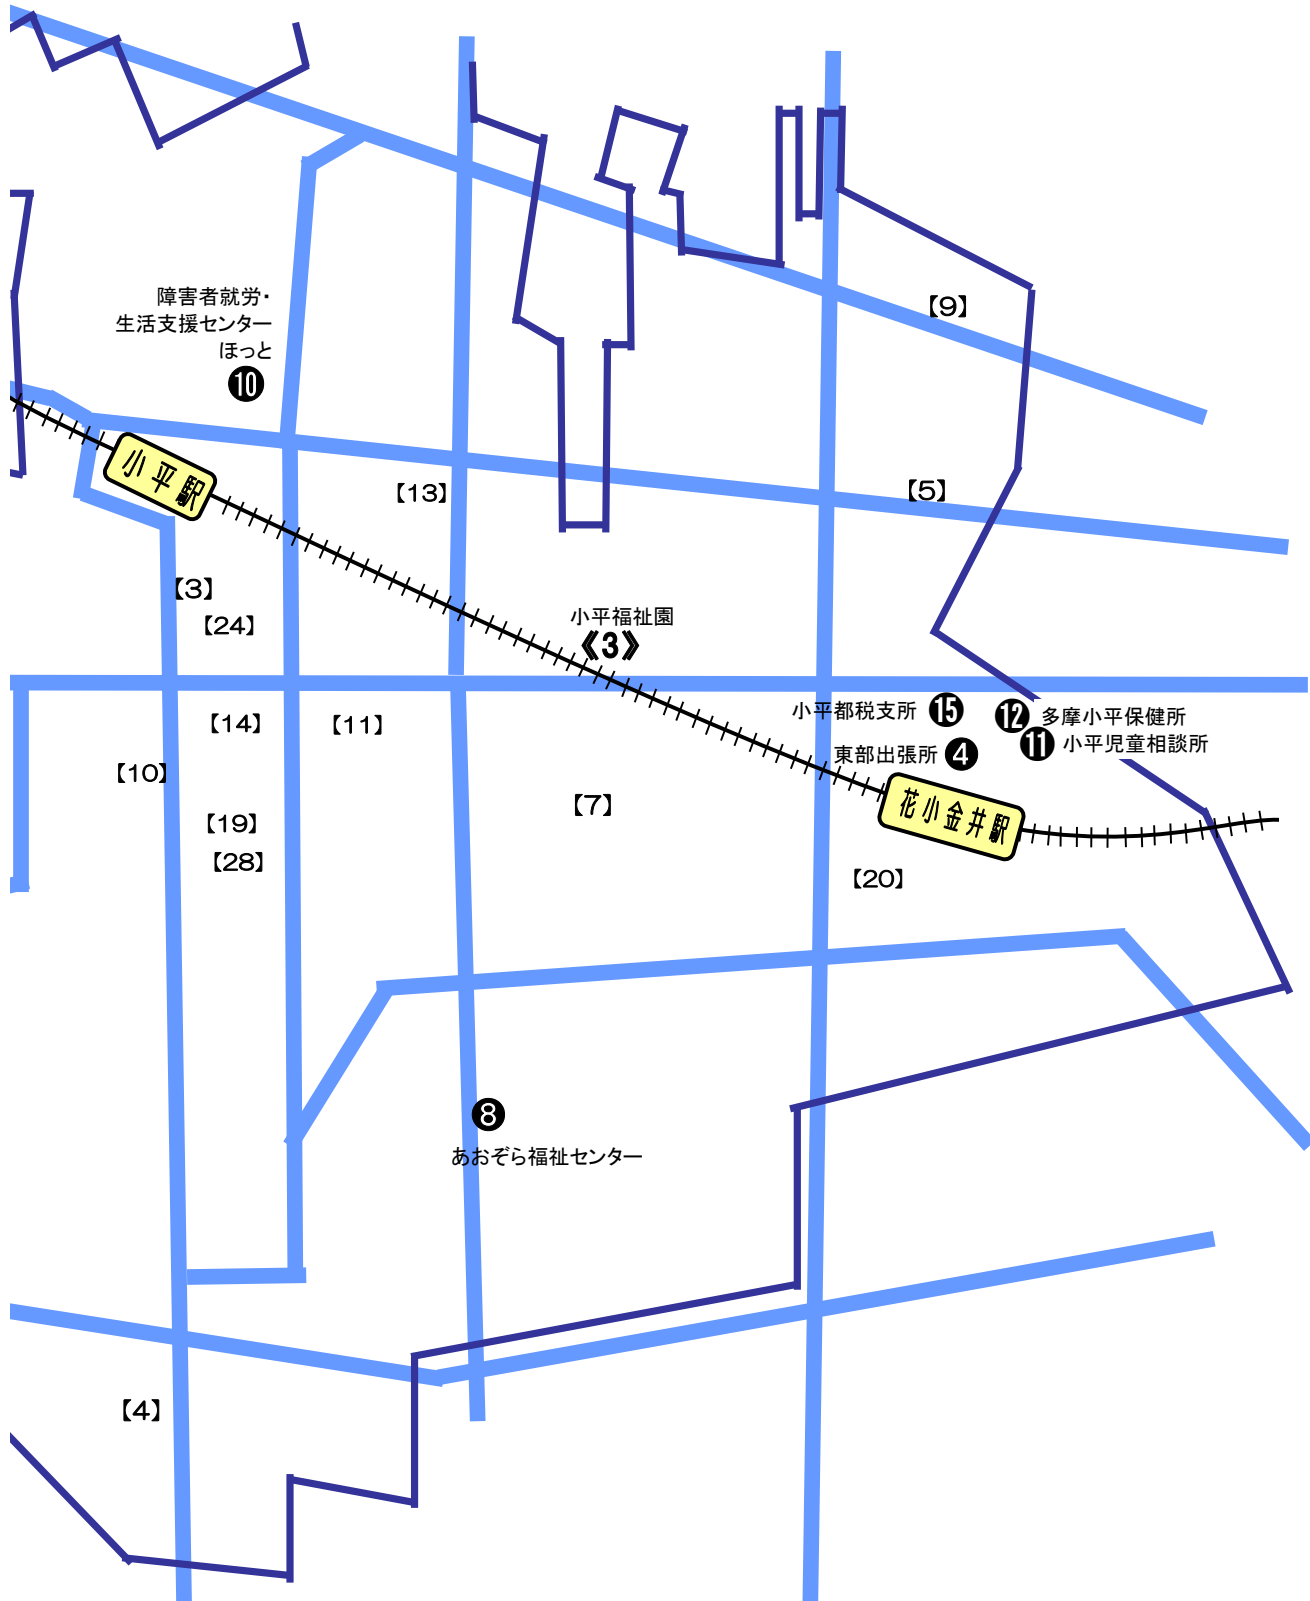 【9】
障害者就労・
生活支援センター
ほっと
⓾
小平駅
【13】
【5】
【3】
【24】
小平福祉園
《3》
小平都税支所 ⓯
⓬ 多摩小平保健所
⓫ 小平児童相談所
東部出張所 ❹
【14】
【11】
【10】
【7】
花小金井駅
【19】
【28】
【20】
❽
あおぞら福祉センター
【4】